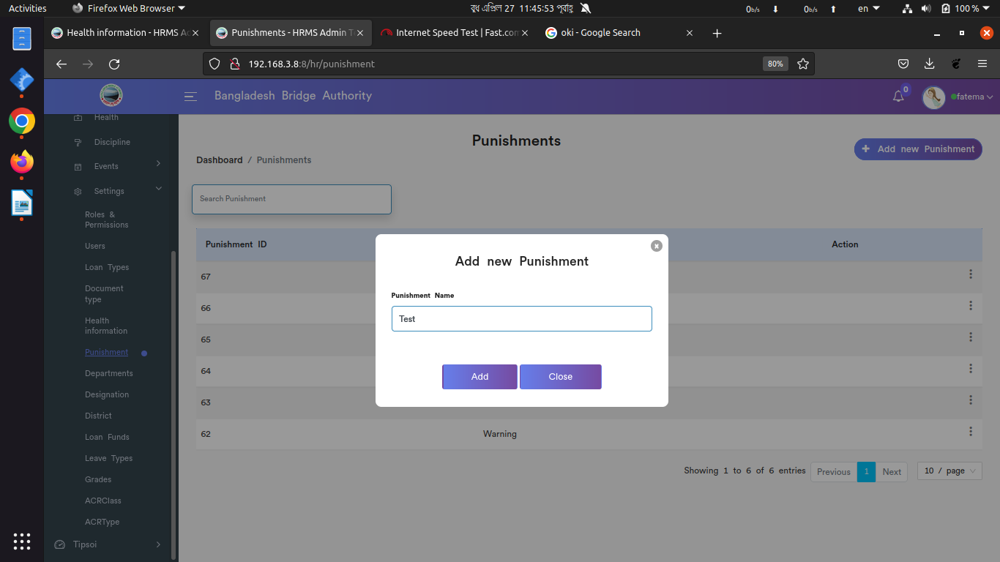 Activities Firefox Web Browser বুধ এপ্রিল 27 11:45:53 পূর্বাহ্ন 0b/s 0b/s en 100 %
Health information - HRMS Ad Punishments - HRMS Admin T Internet Speed Test | Fast.com oki - Google Search
192.168.3.8:8/hr/punishment 80%
Bangladesh Bridge Authority 0 fatema
Health
Discipline
Events
Settings
Roles &
Permissions
Users
Loan Types
Document
type
Health
information
Punishment
Departments
Designation
District
Loan Funds
Leave Types
Grades
ACRClass
ACRType
Tipsoi
Punishments
Add new Punishment
Dashboard / Punishments
Search Punishment
Punishment ID Action
67
66
65
64
63
62 Warning
Add new Punishment
Punishment Name
Test
Add Close
Showing 1 to 6 of 6 entries Previous 1 Next 10 / page